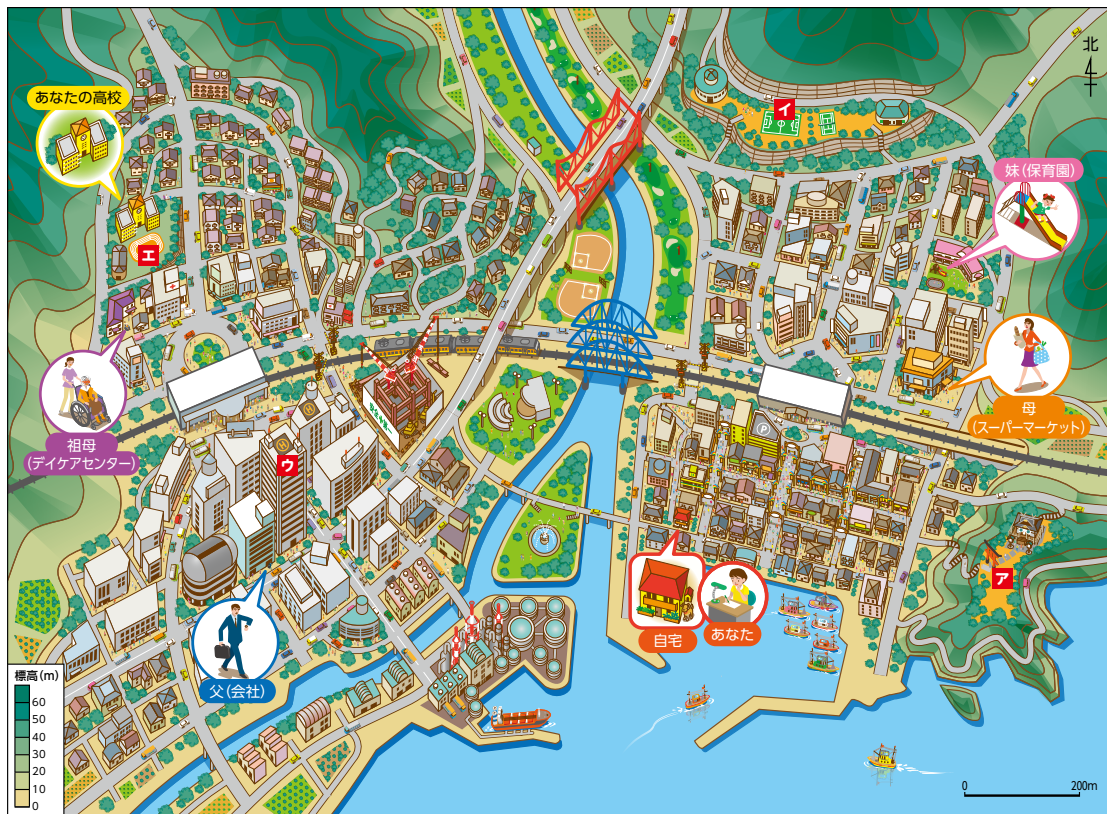 北
あなたの高校
イ
妹(保育園)
エ
祖母
(デイケアセンター)
母
(スーパーマーケット)
P
H
H
ウ
ア
自宅
あなた
父(会社)
標高(m)
60
50
40
30
20
10
0
0
200m